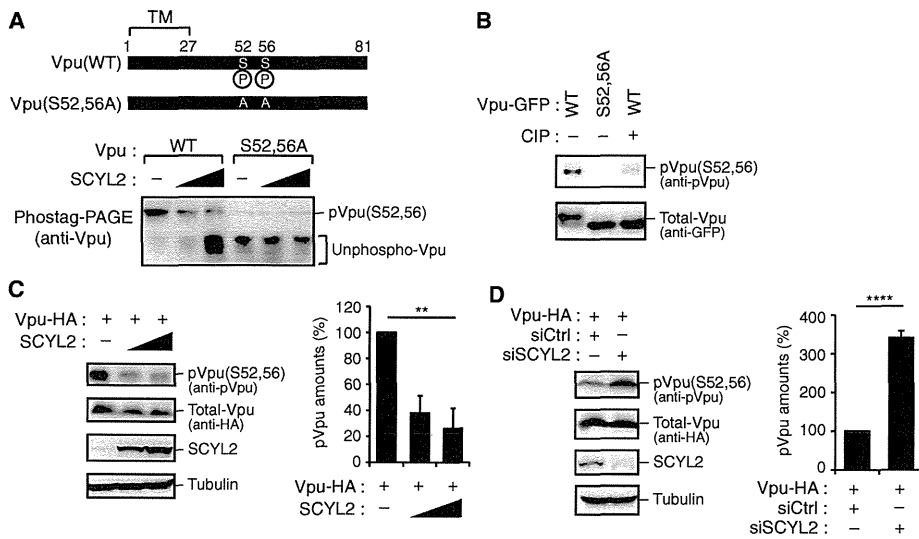 A
TM
1 27 52 56 81
Vpu(WT) S S
P P
Vpu(S52,56A) A A
Vpu : WT S52,56A
SCYL2 : – –
Phostag-PAGE
(anti-Vpu)
pVpu(S52,56)
Unphospho-Vpu
B
Vpu-GFP : WT S52,56A WT
CIP : – – +
pVpu(S52,56)
(anti-pVpu)
Total-Vpu
(anti-GFP)
C
Vpu-HA : + + +
SCYL2 : –
pVpu(S52,56)
(anti-pVpu)
Total-Vpu
(anti-HA)
SCYL2
Tubulin
pVpu amounts (%)
120
100
80
60
40
20
0
**
Vpu-HA : + + +
SCYL2 : –
D
Vpu-HA : + +
siCtrl : + –
siSCYL2 : – +
pVpu(S52,56)
(anti-pVpu)
Total-Vpu
(anti-HA)
SCYL2
Tubulin
pVpu amounts (%)
400
300
200
100
0
****
Vpu-HA : + +
siCtrl : + –
siSCYL2 : – +